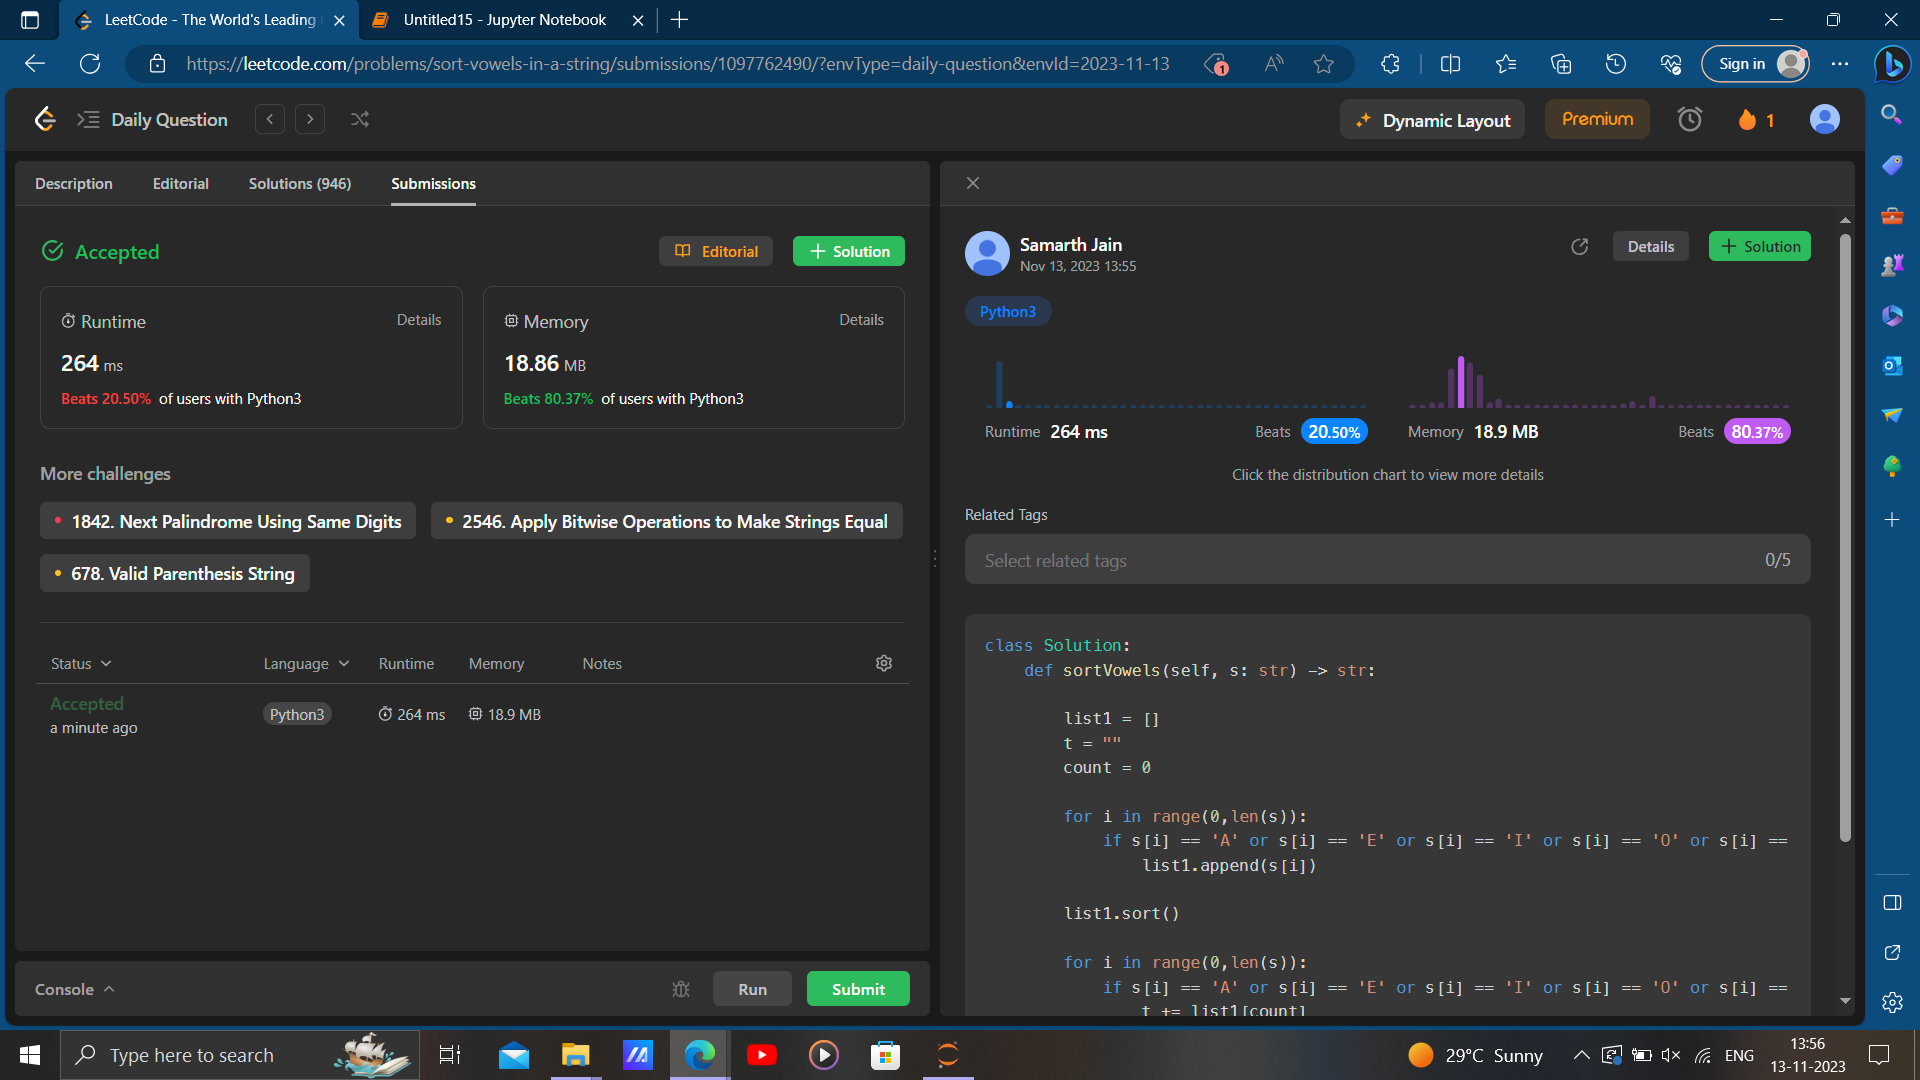 LeetCode - The World's Leading
Untitled15 - Jupyter Notebook
https://leetcode.com/problems/sort-vowels-in-a-string/submissions/1097762490/?envType=daily-question&envId=2023-11-13
1
Sign in
Daily Question
Dynamic Layout
Premium
1
Description
Editorial
Solutions (946)
Submissions
Accepted
Editorial
Solution
Runtime
Details
264 ms
Beats 20.50% of users with Python3
Memory
Details
18.86 MB
Beats 80.37% of users with Python3
More challenges
1842. Next Palindrome Using Same Digits
2546. Apply Bitwise Operations to Make Strings Equal
678. Valid Parenthesis String
Status
Language
Runtime
Memory
Notes
Accepted
a minute ago
Python3
264 ms
18.9 MB
Console
Run
Submit
Samarth Jain
Nov 13, 2023 13:55
Details
Solution
Python3
Runtime 264 ms
Beats 20.50%
Memory 18.9 MB
Beats 80.37%
Click the distribution chart to view more details
Related Tags
Select related tags
0/5
class Solution:
def sortVowels(self, s: str) -> str:
list1 = []
t = ""
count = 0
for i in range(0,len(s)):
if s[i] == 'A' or s[i] == 'E' or s[i] == 'I' or s[i] == 'O' or s[i] ==
list1.append(s[i])
list1.sort()
for i in range(0,len(s)):
if s[i] == 'A' or s[i] == 'E' or s[i] == 'I' or s[i] == 'O' or s[i] ==
t += list1[count]
Type here to search
29°C Sunny
ENG
13:56
13-11-2023